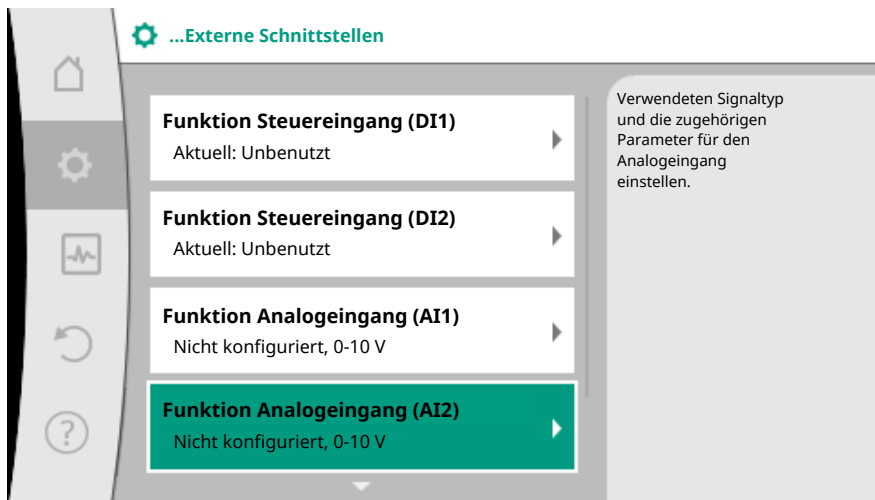 ...Externe Schnittstellen
Funktion Steuereingang (DI1)
Aktuell: Unbenutzt
Funktion Steuereingang (DI2)
Aktuell: Unbenutzt
Funktion Analogeingang (AI1)
Nicht konfiguriert, 0-10 V
Funktion Analogeingang (AI2)
Nicht konfiguriert, 0-10 V
Verwendeten Signaltyp
und die zugehörigen
Parameter für den
Analogeingang
einstellen.
?